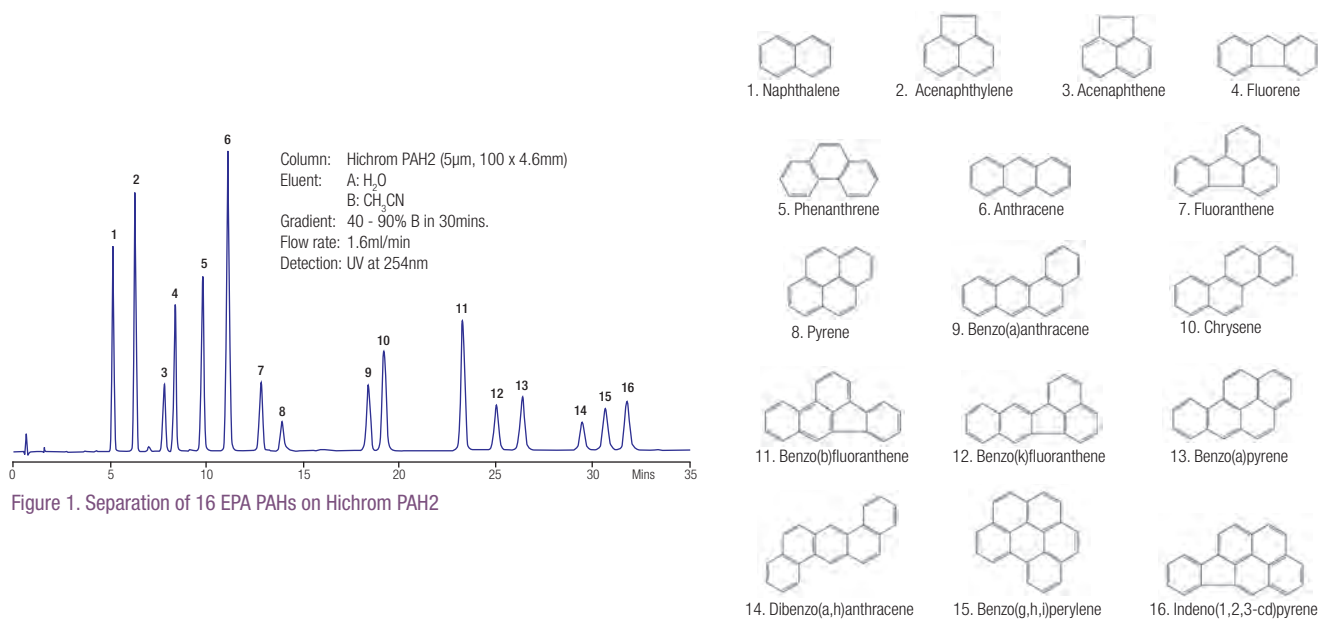 1
2
3
4
5
6
7
8
9
10
11
12
13
14
15
16
Column: Hichrom PAH2 (5µm, 100 x 4.6mm)
Eluent: A: H₂O
B: CH₃CN
Gradient: 40 - 90% B in 30mins.
Flow rate: 1.6ml/min
Detection: UV at 254nm
0 5 10 15 20 25 30 Mins 35
Figure 1. Separation of 16 EPA PAHs on Hichrom PAH2
1. Naphthalene
2. Acenaphthylene
3. Acenaphthene
4. Fluorene
5. Phenanthrene
6. Anthracene
7. Fluoranthene
8. Pyrene
9. Benzo(a)anthracene
10. Chrysene
11. Benzo(b)fluoranthene
12. Benzo(k)fluoranthene
13. Benzo(a)pyrene
14. Dibenzo(a,h)anthracene
15. Benzo(g,h,i)perylene
16. Indeno(1,2,3-cd)pyrene